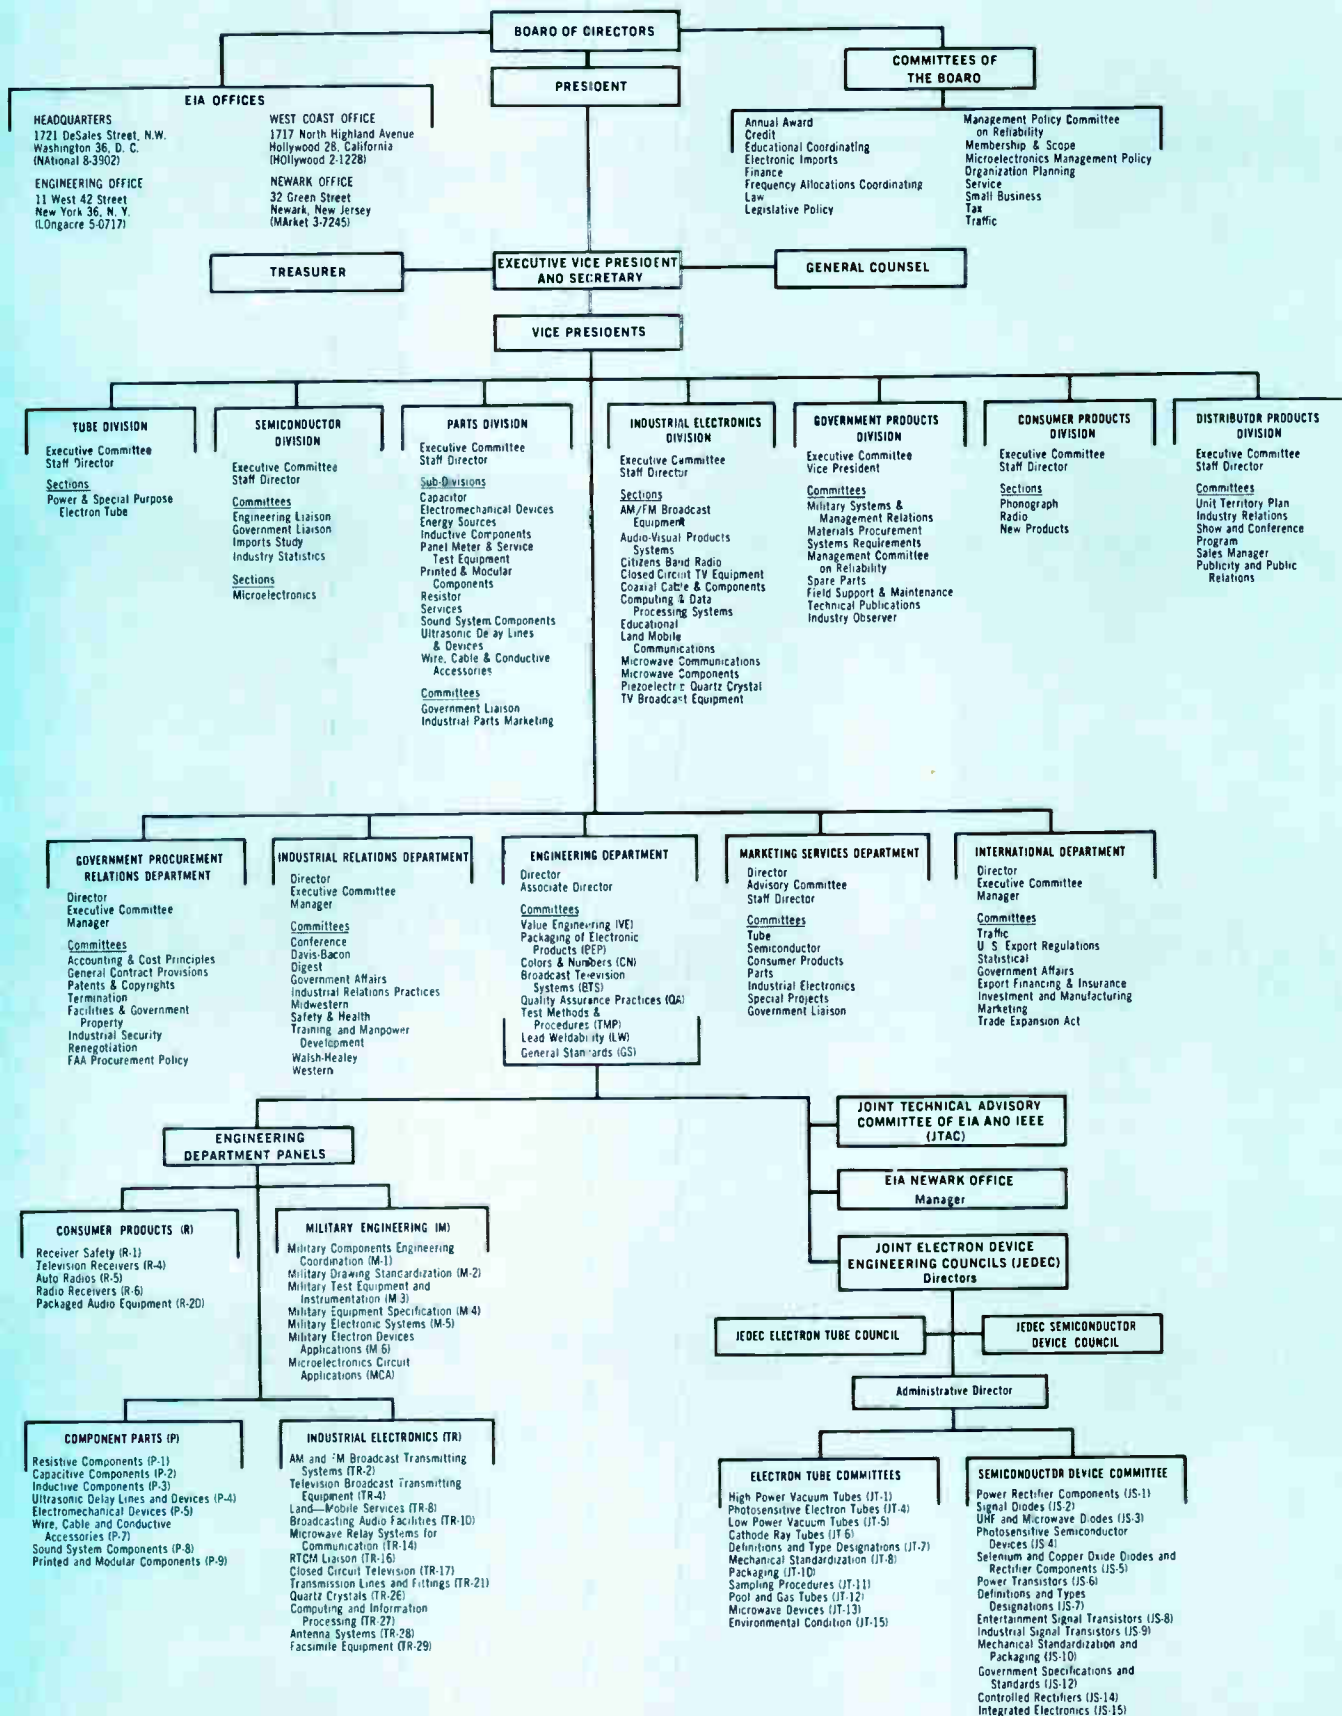 BOARD OF CIRECTORS
COMMITTEES OF
THE BOARD
PRESIDENT
EIA OFFICES
HEADQUARTERS
1721 DeSales Street, N.W.
Washington 36, D. C.
(NAtional 8-3902)
ENGINEERING OFFICE
11 West 42 Street
New York 36, N. Y.
(LOngacre 5-0717)
WEST COAST OFFICE
1717 North Highland Avenue
Hollywood 28, California
(HOllywood 2-1228)
NEWARK OFFICE
32 Green Street
Newark, New Jersey
(MArket 3-7245)
Annual Award
Credit
Educational Coordinating
Electronic Imports
Finance
Frequency Allocations Coordinating
Law
Legislative Policy
Management Policy Committee
on Reliability
Membership & Scope
Microelectronics Management Policy
Organization Planning
Service
Small Business
Tax
Traffic
TREASURER
EXECUTIVE VICE PRESIDENT
AND SECRETARY
GENERAL COUNSEL
VICE PRESIDENTS
TUBE DIVISION
Executive Committee
Staff Director
Sections
Power & Special Purpose
Electron Tube
SEMICONDUCTOR
DIVISION
Executive Committee
Staff Director
Committees
Engineering Liaison
Government Liaison
Imports Study
Industry Statistics
Sections
Microelectronics
PARTS DIVISION
Executive Committee
Staff Director
Sub-Divisions
Capacitor
Electromechanical Devices
Energy Sources
Inductive Components
Panel Meter & Service
Test Equipment
Printed & Modular
Components
Resistor
Services
Sound System Components
Ultrasonic Delay Lines
& Devices
Wire, Cable & Conductive
Accessories
Committees
Government Liaison
Industrial Parts Marketing
INDUSTRIAL ELECTRONICS
DIVISION
Executive Committee
Staff Director
Sections
AM/FM Broadcast
Equipment
Audio-Visual Products
Systems
Citizens Band Radio
Closed Circuit TV Equipment
Coaxial Cable & Components
Computing & Data
Processing Systems
Educational
Land Mobile
Communications
Microwave Communications
Microwave Components
Piezoelectric Quartz Crystal
TV Broadcast Equipment
GOVERNMENT PRODUCTS
DIVISION
Executive Committee
Vice President
Committees
Military Systems &
Management Relations
Materials Procurement
Systems Requirements
Management Committee
on Reliability
Spare Parts
Field Support & Maintenance
Technical Publications
Industry Observer
CONSUMER PRODUCTS
DIVISION
Executive Committee
Staff Director
Sections
Phonograph
Radio
New Products
DISTRIBUTOR PRODUCTS
DIVISION
Executive Committee
Staff Director
Committees
Unit Territory Plan
Industry Relations
Show and Conference
Program
Sales Manager
Publicity and Public
Relations
GOVERNMENT PROCUREMENT
RELATIONS DEPARTMENT
Director
Executive Committee
Manager
Committees
Accounting & Cost Principles
General Contract Provisions
Patents & Copyrights
Termination
Facilities & Government
Property
Industrial Security
Renegotiation
FAA Procurement Policy
INDUSTRIAL RELATIONS DEPARTMENT
Director
Executive Committee
Manager
Committees
Conference
Davis-Bacon
Digest
Government Affairs
Industrial Relations Practices
Midwestern
Safety & Health
Training and Manpower
Development
Walsh-Healey
Western
ENGINEERING DEPARTMENT
Director
Associate Director
Committees
Value Engineering (VE)
Packaging of Electronic
Products (PEP)
Colors & Numbers (CN)
Broadcast Television
Systems (BTS)
Quality Assurance Practices (QA)
Test Methods &
Procedures (TMP)
Lead Weldability (LW)
General Standards (GS)
MARKETING SERVICES DEPARTMENT
Director
Advisory Committee
Staff Director
Committees
Tube
Semiconductor
Consumer Products
Parts
Industrial Electronics
Special Projects
Government Liaison
INTERNATIONAL DEPARTMENT
Director
Executive Committee
Manager
Committees
Traffic
U S Export Regulations
Statistical
Government Affairs
Export Financing & Insurance
Investment and Manufacturing
Marketing
Trade Expansion Act
ENGINEERING
DEPARTMENT PANELS
JOINT TECHNICAL ADVISORY
COMMITTEE OF EIA AND IEEE
(JTAC)
EIA NEWARK OFFICE
Manager
JOINT ELECTRON DEVICE
ENGINEERING COUNCILS (JEDEC)
Directors
CONSUMER PRODUCTS (R)
Receiver Safety (R-1)
Television Receivers (R-4)
Auto Radios (R-5)
Radio Receivers (R-6)
Packaged Audio Equipment (R-20)
MILITARY ENGINEERING (M)
Military Components Engineering
Coordination (M-1)
Military Drawing Standardization (M-2)
Military Test Equipment and
Instrumentation (M 3)
Military Equipment Specification (M 4)
Military Electronic Systems (M-5)
Military Electron Devices
Applications (M 6)
Microelectronics Circuit
Applications (MCA)
JEDEC ELECTRON TUBE COUNCIL
JEDEC SEMICONDUCTOR
DEVICE COUNCIL
Administrative Director
COMPONENT PARTS (P)
Resistive Components (P-1)
Capacitive Components (P-2)
Inductive Components (P-3)
Ultrasonic Delay Lines and Devices (P-4)
Electromechanical Devices (P-5)
Wire, Cable and Conductive
Accessories (P-7)
Sound System Components (P-8)
Printed and Modular Components (P-9)
INDUSTRIAL ELECTRONICS (TR)
AM and FM Broadcast Transmitting
Systems (TR-2)
Television Broadcast Transmitting
Equipment (TR-4)
Land—Mobile Services (TR-8)
Broadcasting Audio Facilities (TR-10)
Microwave Relay Systems for
Communication (TR-14)
RTCM Liaison (TR-16)
Closed Circuit Television (TR-17)
Transmission Lines and Fittings (TR-21)
Quartz Crystals (TR-26)
Computing and Information
Processing (TR-27)
Antenna Systems (TR-28)
Facsimile Equipment (TR-29)
ELECTRON TUBE COMMITTEES
High Power Vacuum Tubes (JT-1)
Photosensitive Electron Tubes (JT-4)
Low Power Vacuum Tubes (JT-5)
Cathode Ray Tubes (JT 6)
Definitions and Type Designations (JT-7)
Mechanical Standardization (JT-8)
Packaging (JT-10)
Sampling Procedures (JT-11)
Pool and Gas Tubes (JT-12)
Microwave Devices (JT-13)
Environmental Condition (JT-15)
SEMICONDUCTOR DEVICE COMMITTEE
Power Rectifier Components (JS-1)
Signal Diodes (JS-2)
UHF and Microwave Diodes (JS-3)
Photosensitive Semiconductor
Devices (JS 4)
Selenium and Copper Oxide Diodes and
Rectifier Components (JS-5)
Power Transistors (JS-6)
Definitions and Types
Designations (JS-7)
Entertainment Signal Transistors (JS-8)
Industrial Signal Transistors (JS-9)
Mechanical Standardization and
Packaging (JS-10)
Government Specifications and
Standards (JS-12)
Controlled Rectifiers (JS-14)
Integrated Electronics (JS-15)